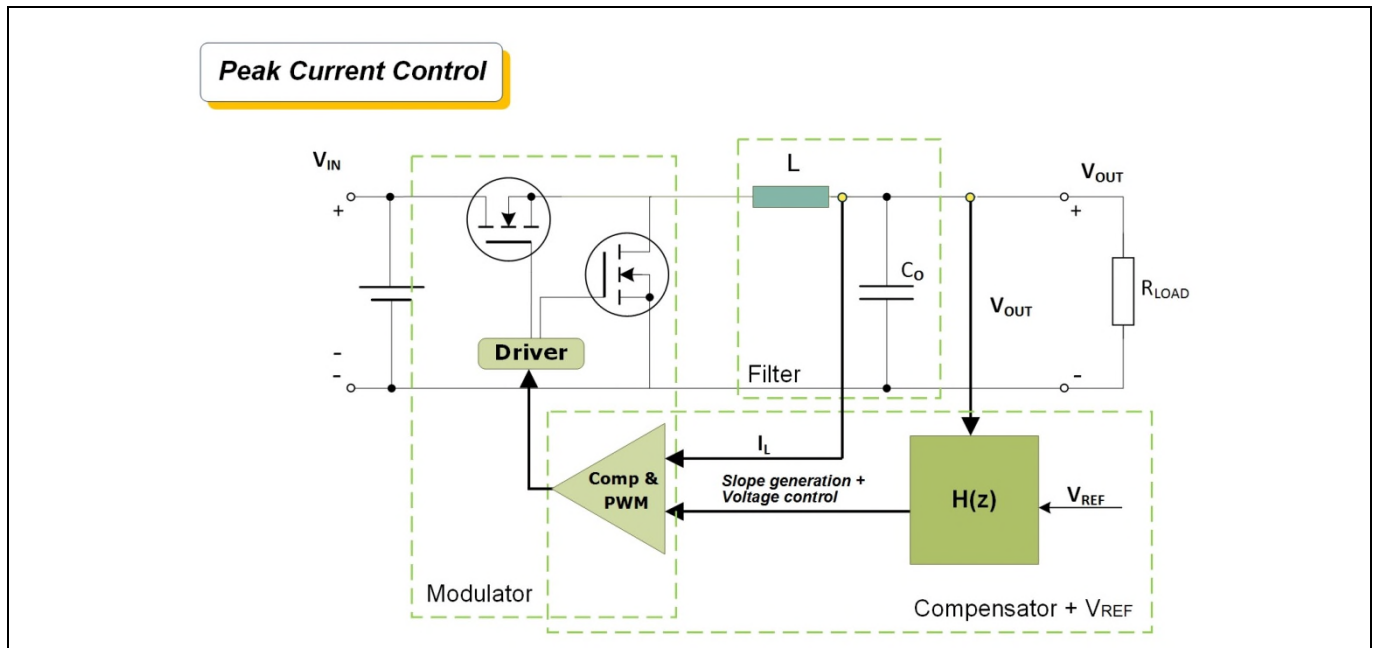 Peak Current Control
VIN
L
VOUT
+
+
CO
RLOAD
VOUT
Driver
-
-
-
Filter
IL
Comp &
PWM
Slope generation +
Voltage control
H(z)
VREF
Modulator
Compensator + VREF